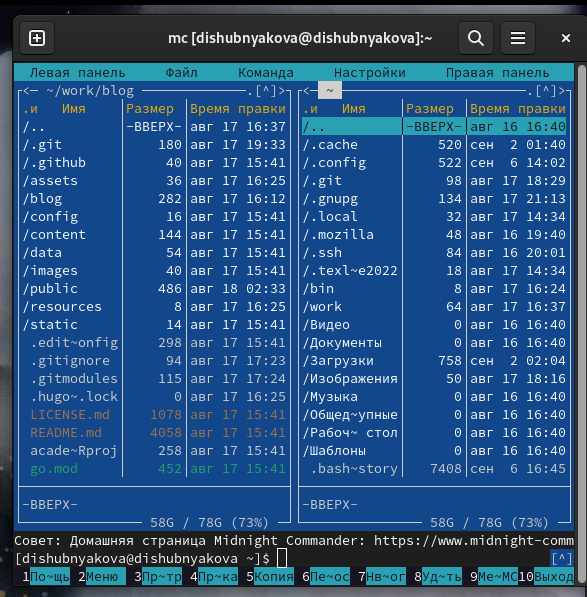 mc [dishubnyakova@dishubnyakova]:~
Левая панель Файл Команда Настройки Правая панель
<─ ~/work/blog .[^]> <─ ~ .[^]>
.и Имя Размер Время правки .и Имя Размер Время правки
/.. -ВВЕРХ- авг 17 16:37 /.. -ВВЕРХ- авг 16 16:40
/.git 180 авг 17 19:33 /.cache 520 сен 2 01:40
/.github 40 авг 17 15:41 /.config 522 сен 6 14:02
/assets 36 авг 17 16:25 /.git 98 авг 17 18:29
/blog 282 авг 17 16:12 /.gnupg 134 авг 17 21:13
/config 16 авг 17 15:41 /.local 32 авг 17 14:34
/content 144 авг 17 15:41 /.mozilla 48 авг 16 19:40
/data 54 авг 17 15:41 /.ssh 84 авг 16 20:01
/images 40 авг 17 15:41 /.texl~e2022 18 авг 17 14:34
/public 486 авг 18 02:33 /bin 8 авг 17 16:24
/resources 8 авг 17 16:25 /work 64 авг 17 16:37
/static 14 авг 17 15:41 /Видео 0 авг 16 16:40
.edit~onfig 298 авг 17 15:41 /Документы 0 авг 16 16:40
.gitignore 94 авг 17 17:23 /Загрузки 758 сен 2 02:04
.gitmodules 115 авг 17 17:24 /Изображения 50 авг 17 18:16
.hugo~.lock 0 авг 17 16:25 /Музыка 0 авг 16 16:40
LICENSE.md 1078 авг 17 15:41 /Общед~упные 0 авг 16 16:40
README.md 4058 авг 17 15:41 /Рабоч~ стол 0 авг 16 16:40
acade~Rproj 258 авг 17 15:41 /Шаблоны 0 авг 16 16:40
go.mod 452 авг 17 15:41 .bash~story 7408 сен 6 16:45
-ВВЕРХ- -ВВЕРХ-
58G / 78G (73%) 58G / 78G (73%)
Совет: Домашняя страница Midnight Commander: https://www.midnight-comm
[dishubnyakova@dishubnyakova ~]$ [^]
1По~щь 2Меню 3Пр~тр 4Пр~ка 5Копия 6Пе~ос 7Нв~ог 8Уд~ть 9Ме~МС10Выход